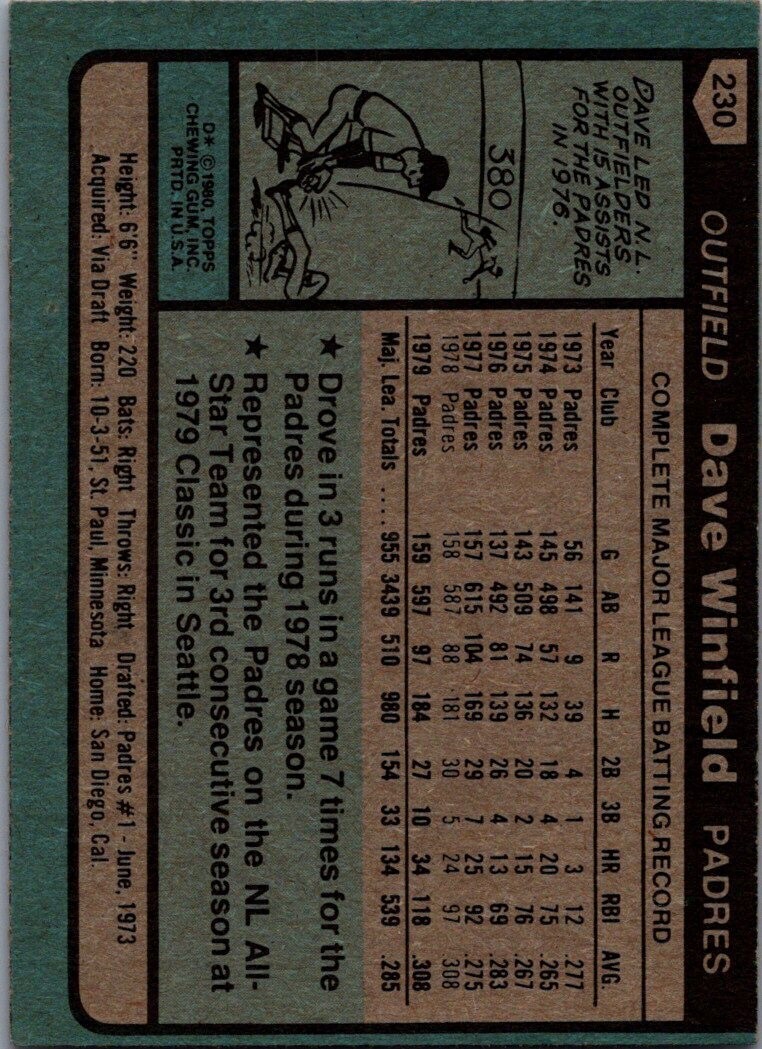 230 OUTFIELD Dave Winfield PADRES
DAVE LED N.L.
OUTFIELDERS
WITH 15 ASSISTS
FOR THE PADRES
IN 1976.
380
D* © 1980, TOPPS
CHEWING GUM, INC.
PRTD. IN U.S.A.
COMPLETE MAJOR LEAGUE BATTING RECORD
Year Club G AB R H 2B 3B HR RBI AVG.
1973 Padres 56 141 9 39 4 1 3 12 .277
1974 Padres 145 498 57 132 18 4 20 75 .265
1975 Padres 143 509 74 136 20 2 15 76 .267
1976 Padres 137 492 81 139 26 4 13 69 .283
1977 Padres 157 615 104 169 29 7 25 92 .275
1978 Padres 158 587 88 181 30 5 24 97 .308
1979 Padres 159 597 97 184 27 10 34 118 .308
Maj. Lea. Totals .... 955 3439 510 980 154 33 134 539 .285
★ Drove in 3 runs in a game 7 times for the
Padres during 1978 season.
★ Represented the Padres on the NL All-
Star Team for 3rd consecutive season at
1979 Classic in Seattle.
Height: 6'6" Weight: 220 Bats: Right Throws: Right Drafted: Padres #1 - June, 1973
Acquired: Via Draft Born: 10-3-51, St. Paul, Minnesota Home: San Diego, Cal.